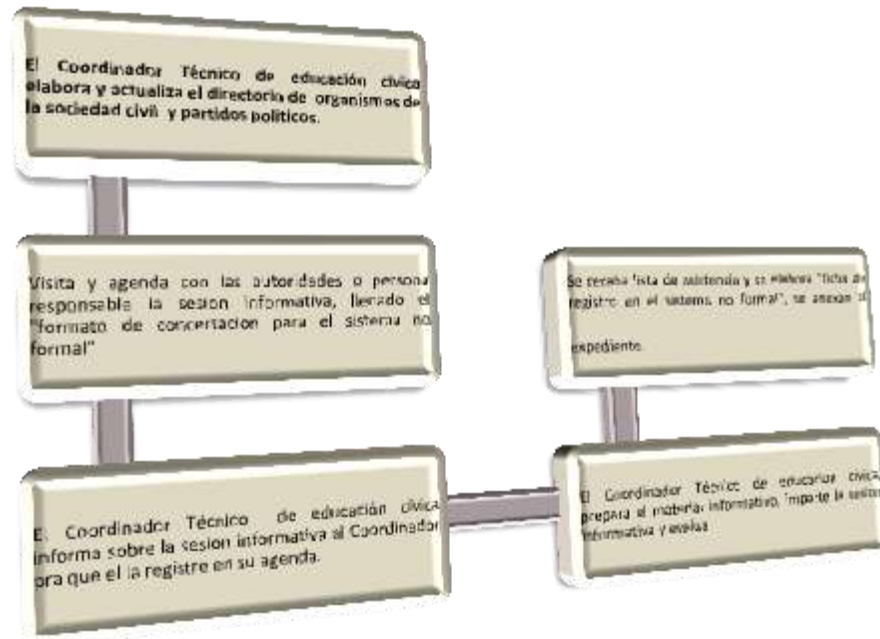 El Coordinador Técnico de educación cívica
elabora y actualiza el directorio de organismos de
la sociedad civil y partidos políticos.
Visita y agenda con las autoridades o persona
responsable la sesion informativa, llenado el
"formato de concertacion para el sistema no
formal"
El Coordinador Técnico de educación cívica
informa sobre la sesion informativa al Coordinador
para que el la registre en su agenda.
El Coordinador Técnico de educacion cívica,
prepara el material informativo, imparte la sesion
informativa y evalua
Se recaba lista de asistencia y se elabora "ficha de
registro en el sistema no formal", se anexan al
expediente.